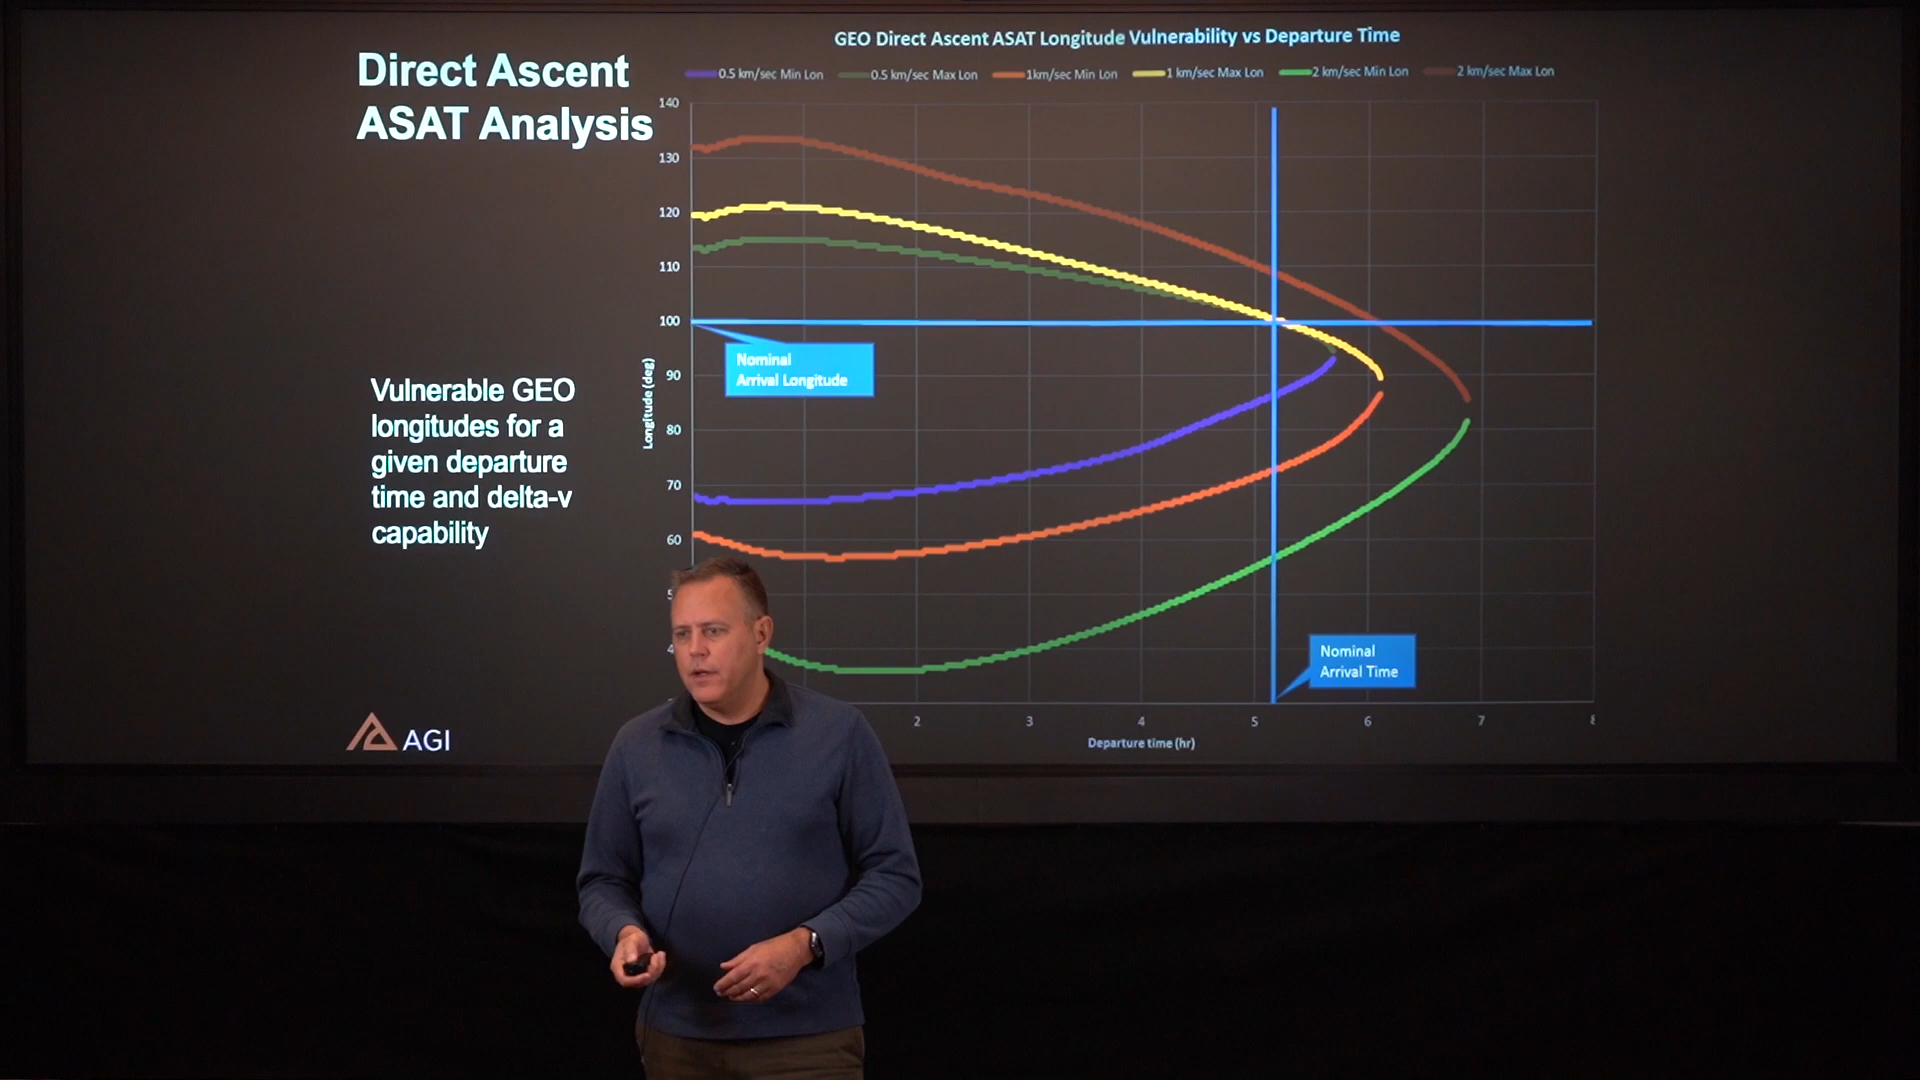 Direct Ascent
ASAT Analysis
Vulnerable GEO
longitudes for a
given departure
time and delta-v
capability
AGI
GEO Direct Ascent ASAT Longitude Vulnerability vs Departure Time
0.5 km/sec Min Lon
0.5 km/sec Max Lon
1km/sec Min Lon
1 km/sec Max Lon
2 km/sec Min Lon
2 km/sec Max Lon
140
130
120
110
100
90
80
70
60
Longitude (deg)
Nominal
Arrival Longitude
Nominal
Arrival Time
2
3
4
5
6
7
Departure time (hr)